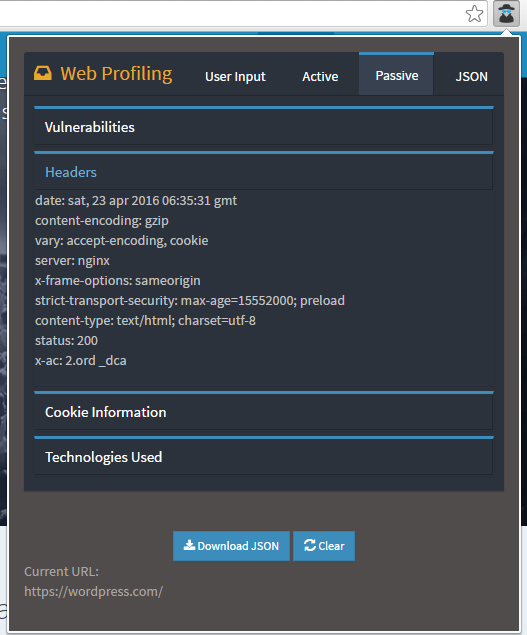 Web Profiling
User Input
Active
Passive
JSON
Vulnerabilities
Headers
date: sat, 23 apr 2016 06:35:31 gmt
content-encoding: gzip
vary: accept-encoding, cookie
server: nginx
x-frame-options: sameorigin
strict-transport-security: max-age=15552000; preload
content-type: text/html; charset=utf-8
status: 200
x-ac: 2.ord _dca
Cookie Information
Technologies Used
Download JSON
Clear
Current URL:
https://wordpress.com/